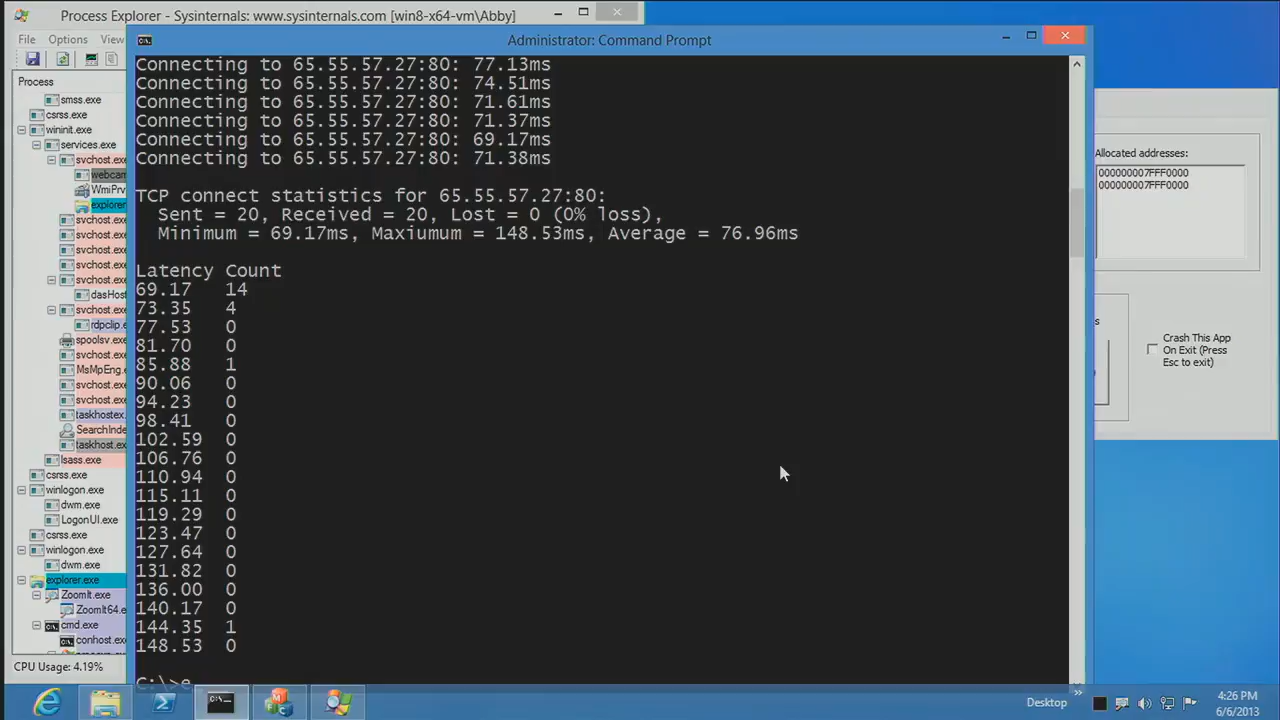 Process Explorer - Sysinternals: www.sysinternals.com [win8-x64-vm\Abby]
File Options View
Process
smss.exe
csrss.exe
wininit.exe
services.exe
svchost.exe
webcam
WmiPrv
explorer
svchost.exe
svchost.exe
svchost.exe
svchost.exe
svchost.exe
dasHost
svchost.exe
rdpclip.e
spoolsv.exe
svchost.exe
MsMpEng.
svchost.exe
svchost.exe
taskhostex.
SearchInde
taskhost.ex
lsass.exe
csrss.exe
winlogon.exe
dwm.exe
LogonUI.exe
csrss.exe
winlogon.exe
dwm.exe
explorer.exe
ZoomIt.exe
ZoomIt64.e
cmd.exe
conhost.ex
CPU Usage: 4.19%
Administrator: Command Prompt
Connecting to 65.55.57.27:80: 77.13ms
Connecting to 65.55.57.27:80: 74.51ms
Connecting to 65.55.57.27:80: 71.61ms
Connecting to 65.55.57.27:80: 71.37ms
Connecting to 65.55.57.27:80: 69.17ms
Connecting to 65.55.57.27:80: 71.38ms
TCP connect statistics for 65.55.57.27:80:
Sent = 20, Received = 20, Lost = 0 (0% loss),
Minimum = 69.17ms, Maxiumum = 148.53ms, Average = 76.96ms
Latency Count
69.17 14
73.35 4
77.53 0
81.70 0
85.88 1
90.06 0
94.23 0
98.41 0
102.59 0
106.76 0
110.94 0
115.11 0
119.29 0
123.47 0
127.64 0
131.82 0
136.00 0
140.17 0
144.35 1
148.53 0
C:\>e
Allocated addresses:
000000007FFF0000
000000007FFF0000
s
Crash This App
On Exit (Press
Esc to exit)
Desktop
4:26 PM
6/6/2013